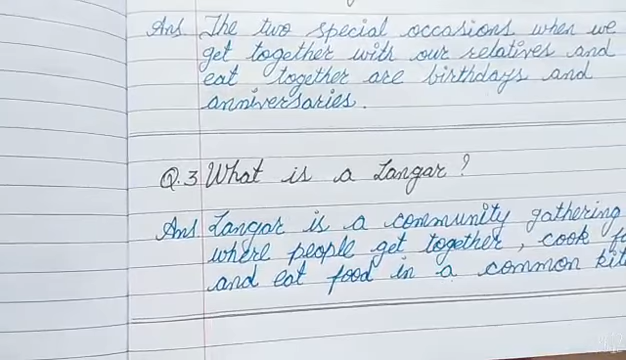 Ans The two special occasions when we
get together with our relatives and
eat together are birthdays and
anniversaries.
Q.3 What is a Langar?
Ans Langar is a community gathering
where people get together, cook
and eat food in a common